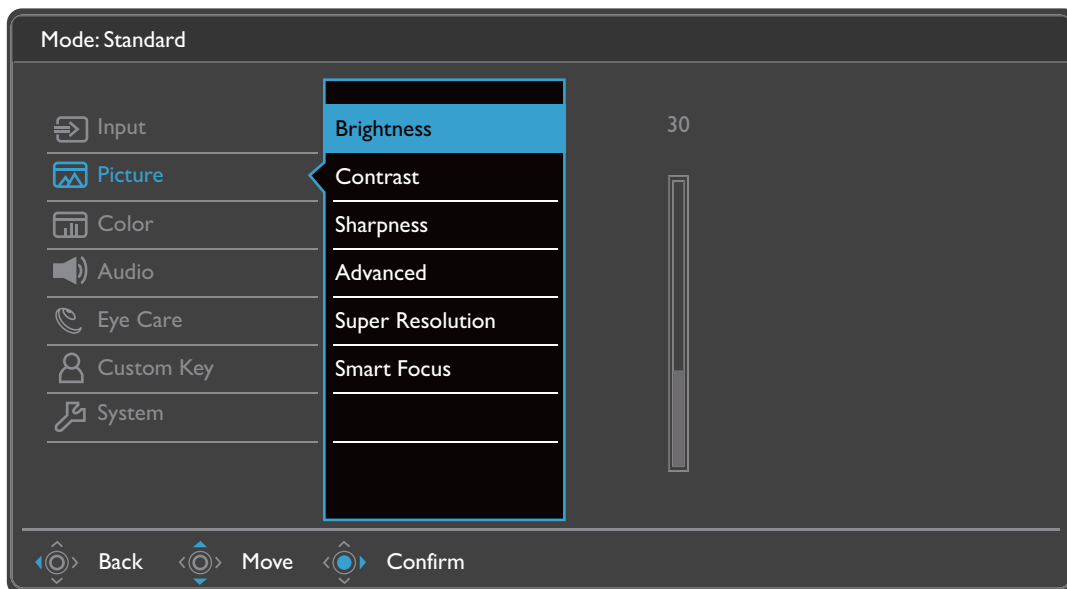 Mode: Standard
Input
Picture
Color
Audio
Eye Care
Custom Key
System
Brightness
Contrast
Sharpness
Advanced
Super Resolution
Smart Focus
30
Back Move Confirm